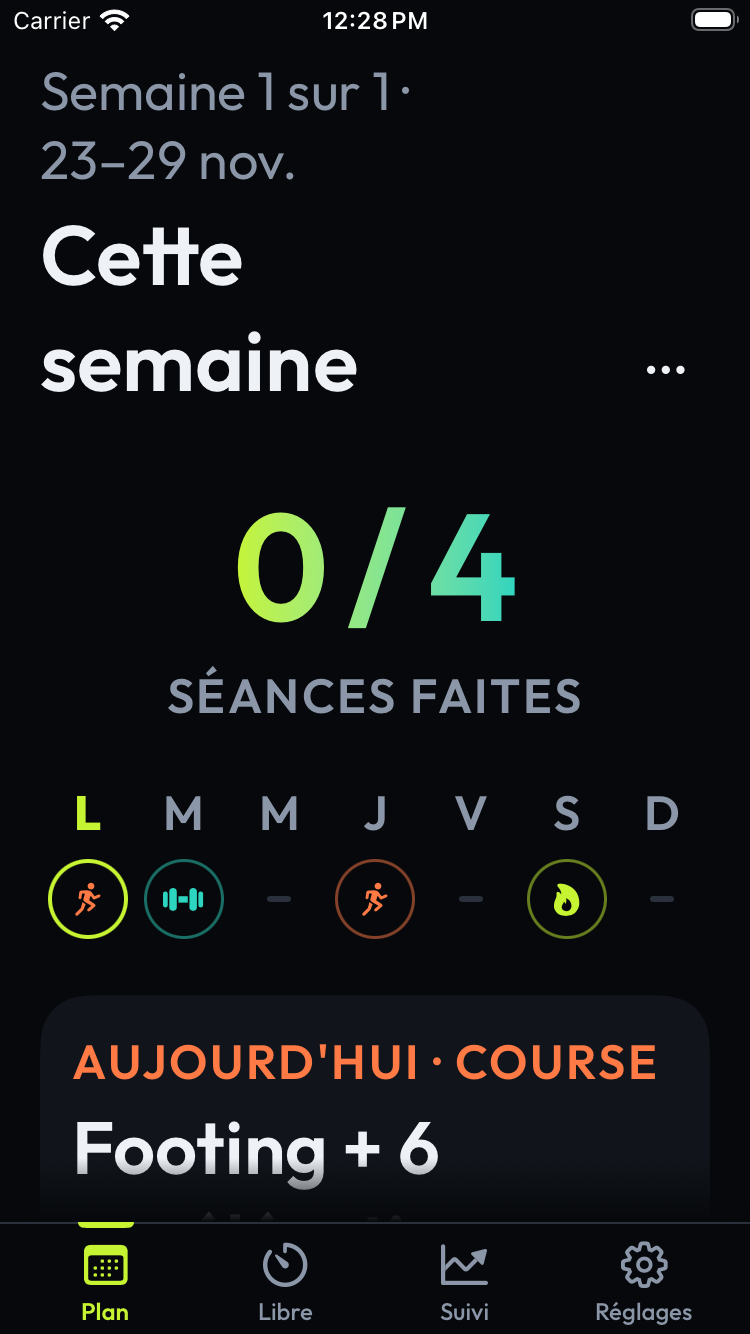 Carrier 12:28 PM
Semaine 1 sur 1 ·
23–29 nov.
Cette
semaine
0/4
SÉANCES FAITES
L M M J V S D
AUJOURD'HUI · COURSE
Footing + 6
Plan Libre Suivi Réglages